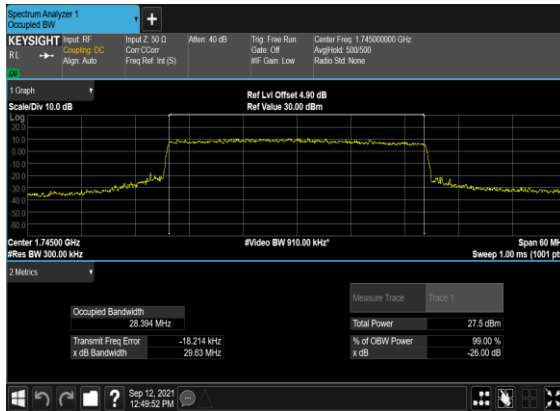 Spectrum Analyzer 1
Occupied BW
KEYSIGHT
RL
Input: RF
Coupling: DC
Align: Auto
Input Z: 50 Ω
Corr CCorr
Freq Ref: Int (S)
Atten: 40 dB
Trig: Free Run
Gate: Off
#IF Gain: Low
Center Freq: 1.745000000 GHz
Avg|Hold: 500/500
Radio Std: None
1 Graph
Scale/Div 10.0 dB
Ref Lvl Offset 4.90 dB
Ref Value 30.00 dBm
Log
20.0
10.0
0.00
-10.0
-20.0
-30.0
-40.0
-50.0
-60.0
Center 1.74500 GHz
#Res BW 300.00 kHz
#Video BW 910.00 kHz*
Span 60 MH
Sweep 1.00 ms (1001 pt
2 Metrics
Measure Trace
Trace 1
Occupied Bandwidth
28.394 MHz
Total Power
27.5 dBm
Transmit Freq Error
-18.214 kHz
% of OBW Power
99.00 %
x dB Bandwidth
29.63 MHz
x dB
-26.00 dB
?
Sep 12, 2021
12:49:52 PM